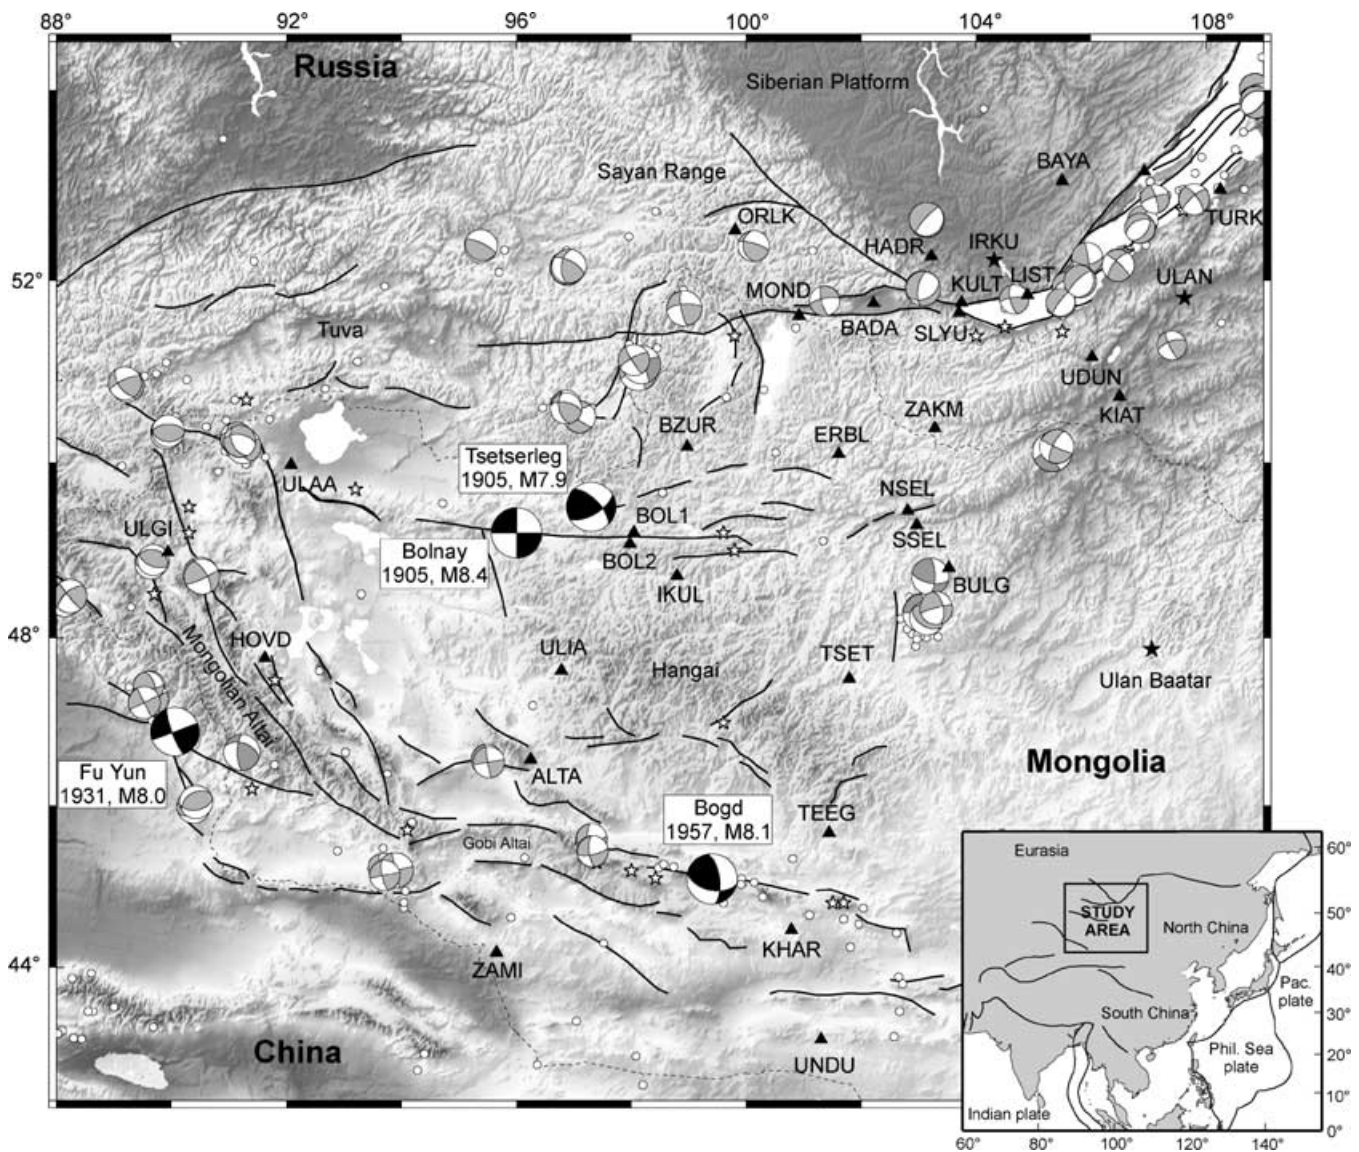 88°
92°
96°
100°
104°
108°
Russia
Siberian Platform
BAYA
Sayan Range
ORLK
TURK
HADR
IRKU
52°
MOND
KULT
LIST
ULAN
BADA
SLYU
Tuva
UDUN
KIAT
ZAKM
BZUR
ERBL
Tsetserleg
1905, M7.9
ULAA
NSEL
ULGI
BOL1
SSEL
Bolnay
1905, M8.4
BOL2
IKUL
BULG
48°
HOVD
ULIA
Hangai
TSET
Ulan Baatar
Mongolian Altai
Mongolia
Fu Yun
1931, M8.0
ALTA
Bogd
1957, M8.1
TEEG
Gobi Altai
KHAR
44°
ZAMI
China
UNDU
Eurasia
60°
STUDY
AREA
50°
North China
40°
Pac.
plate
South China
30°
Phil. Sea
plate
20°
10°
Indian plate
0°
60°
80°
100°
120°
140°